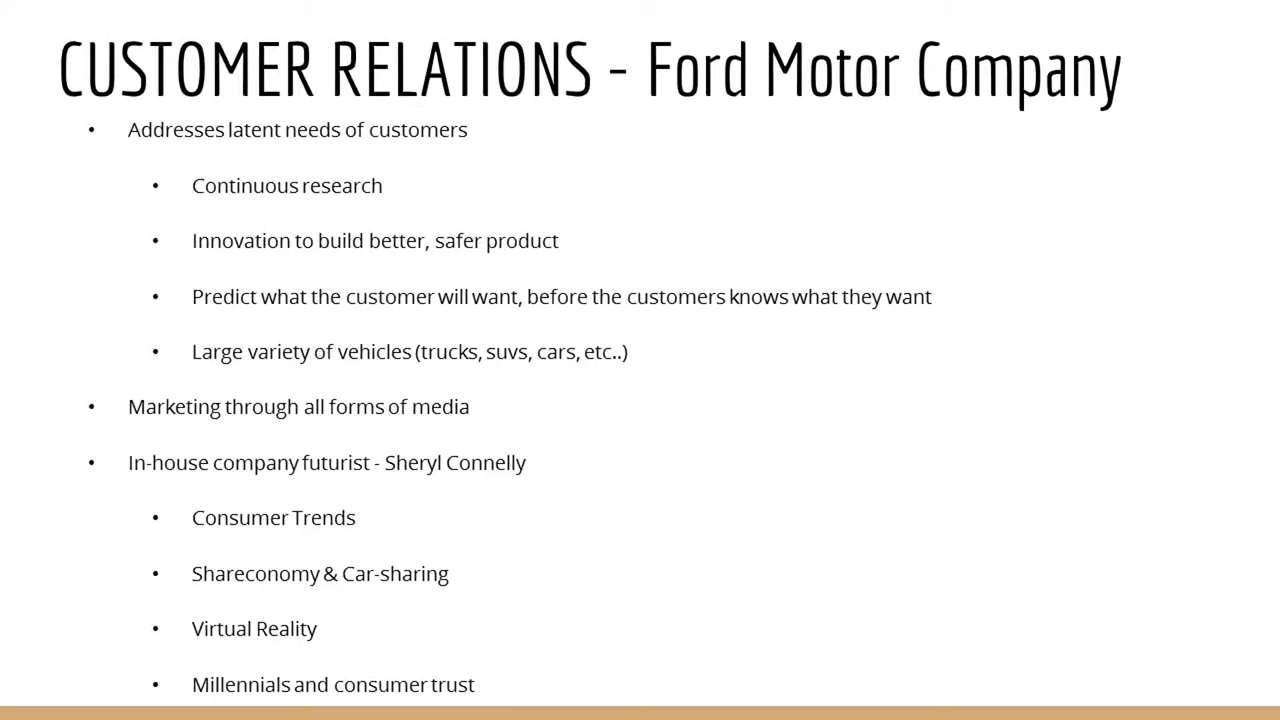 CUSTOMER RELATIONS - Ford Motor Company
• Addresses latent needs of customers
• Continuous research
• Innovation to build better, safer product
• Predict what the customer will want, before the customers knows what they want
• Large variety of vehicles (trucks, suvs, cars, etc..)
• Marketing through all forms of media
• In-house company futurist - Sheryl Connelly
• Consumer Trends
• Shareconomy & Car-sharing
• Virtual Reality
• Millennials and consumer trust